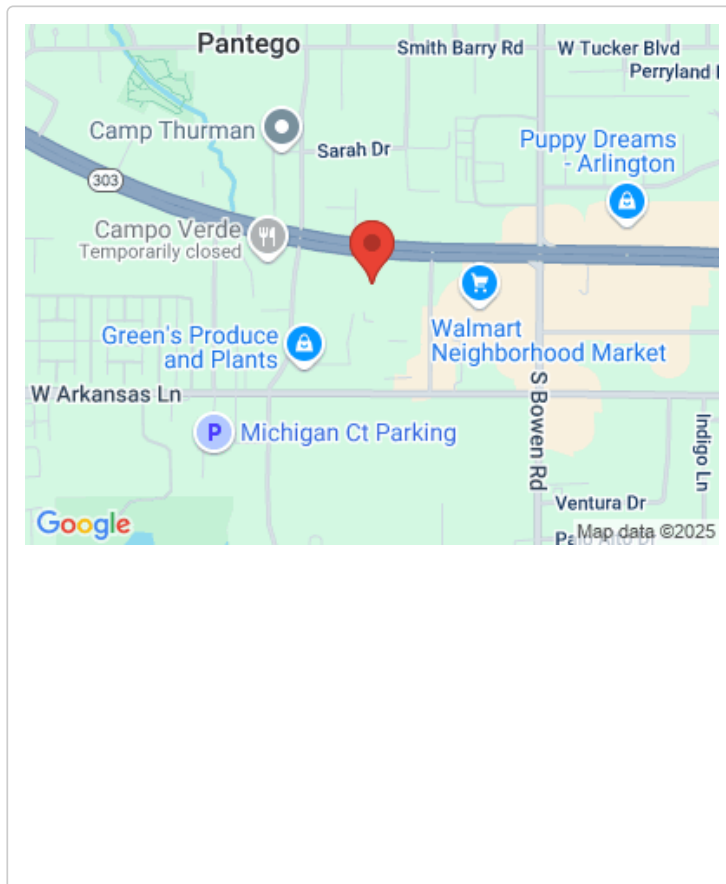 Pantego
Smith Barry Rd
W Tucker Blvd
Perryland
Camp Thurman
Sarah Dr
Puppy Dreams
- Arlington
303
Campo Verde
Temporarily closed
Walmart
Neighborhood Market
Green's Produce
and Plants
W Arkansas Ln
P
Michigan Ct Parking
S Bowen Rd
Indigo Ln
Ventura Dr
Google
Map data ©2025